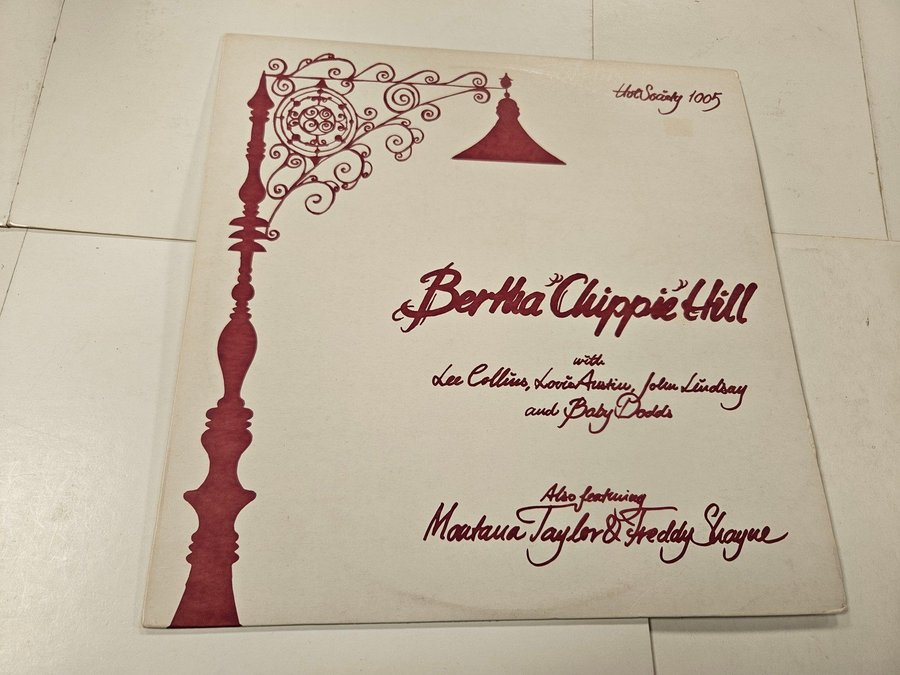 Hot Society 1005
Bertha "Chippie" Hill
with
Lee Collins, Lovie Austin, John Lindsay
and Baby Dodds
Also featuring
Montana Taylor & Freddy Shayne